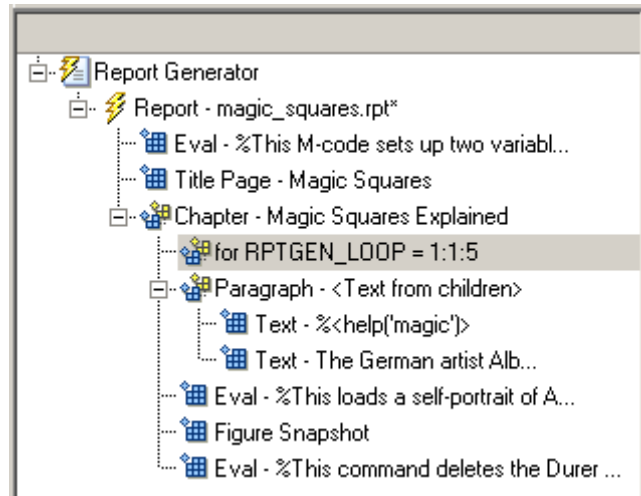 Report Generator
Report - magic_squares.rpt*
Eval - %This M-code sets up two variabl...
Title Page - Magic Squares
Chapter - Magic Squares Explained
for RPTGEN_LOOP = 1:1:5
Paragraph - <Text from children>
Text - %<help('magic')>
Text - The German artist Alb...
Eval - %This loads a self-portrait of A...
Figure Snapshot
Eval - %This command deletes the Durer ...